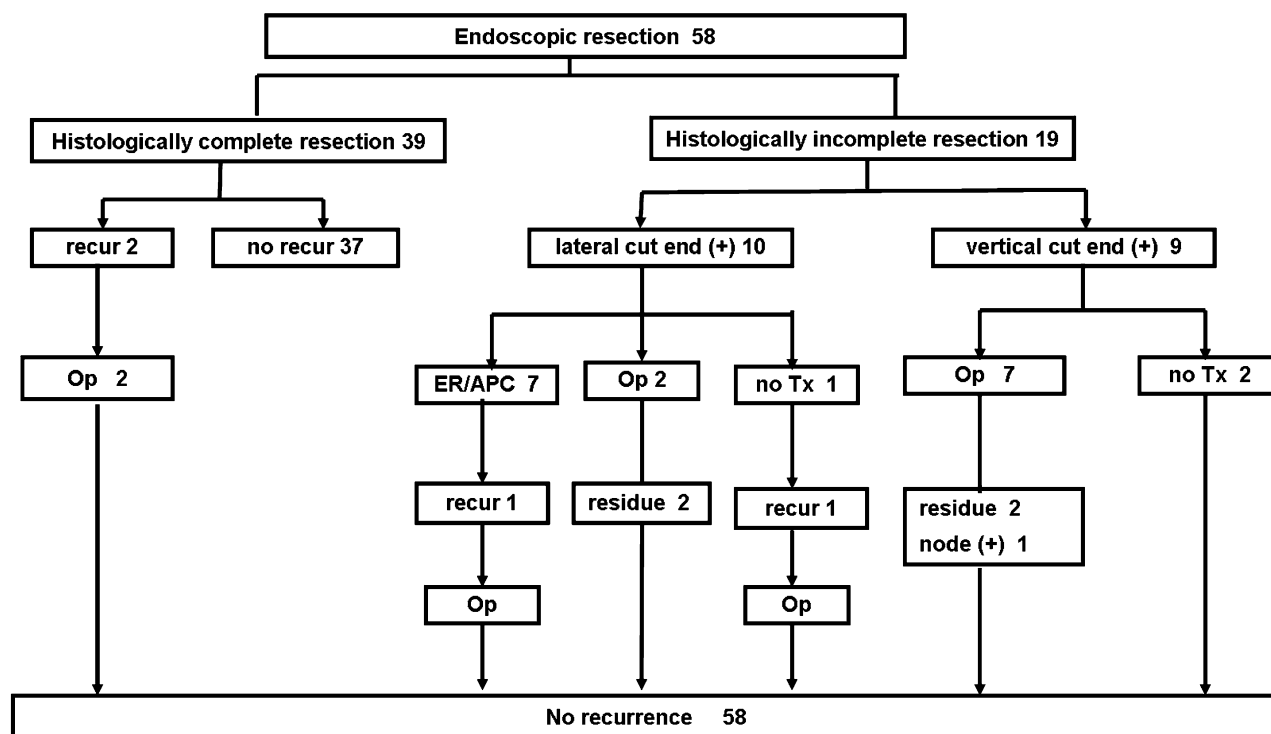 Endoscopic resection 58
Histologically complete resection 39
Histologically incomplete resection 19
recur 2
no recur 37
lateral cut end (+) 10
vertical cut end (+) 9
Op 2
ER/APC 7
Op 2
no Tx 1
Op 7
no Tx 2
recur 1
residue 2
recur 1
residue 2
node (+) 1
Op
Op
No recurrence 58